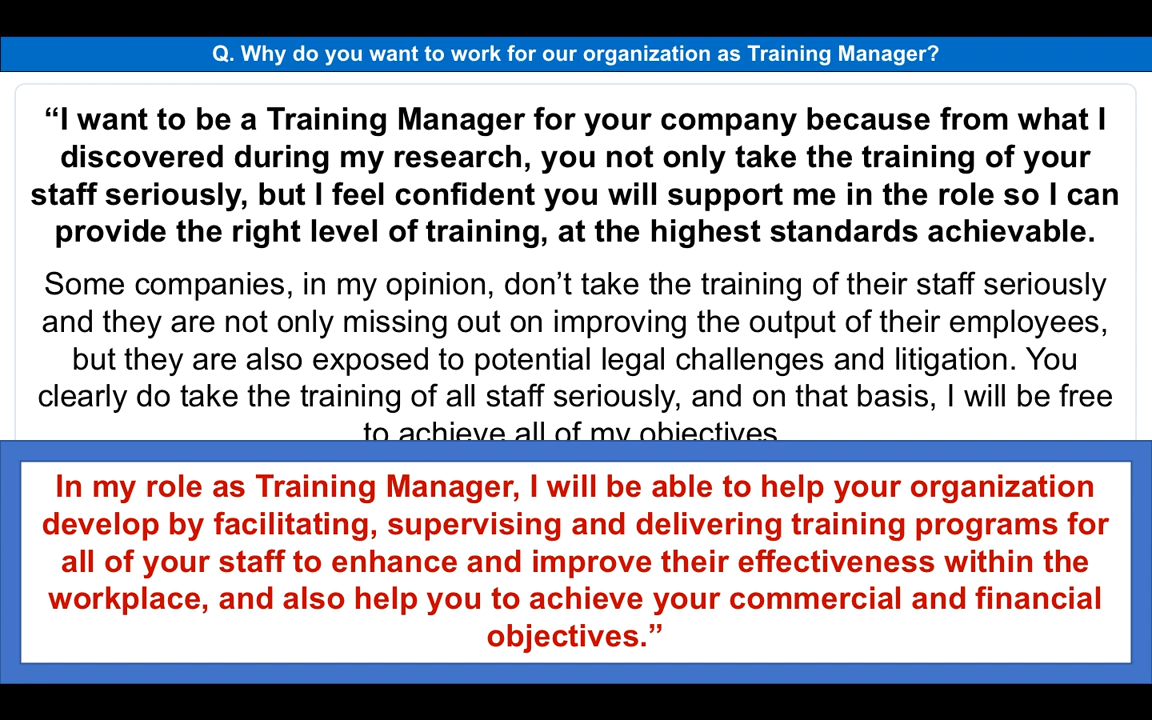 Q. Why do you want to work for our organization as Training Manager?
“I want to be a Training Manager for your company because from what I
discovered during my research, you not only take the training of your
staff seriously, but I feel confident you will support me in the role so I can
provide the right level of training, at the highest standards achievable.
Some companies, in my opinion, don’t take the training of their staff seriously
and they are not only missing out on improving the output of their employees,
but they are also exposed to potential legal challenges and litigation. You
clearly do take the training of all staff seriously, and on that basis, I will be free
to achieve all of my objectives
In my role as Training Manager, I will be able to help your organization
develop by facilitating, supervising and delivering training programs for
all of your staff to enhance and improve their effectiveness within the
workplace, and also help you to achieve your commercial and financial
objectives.”